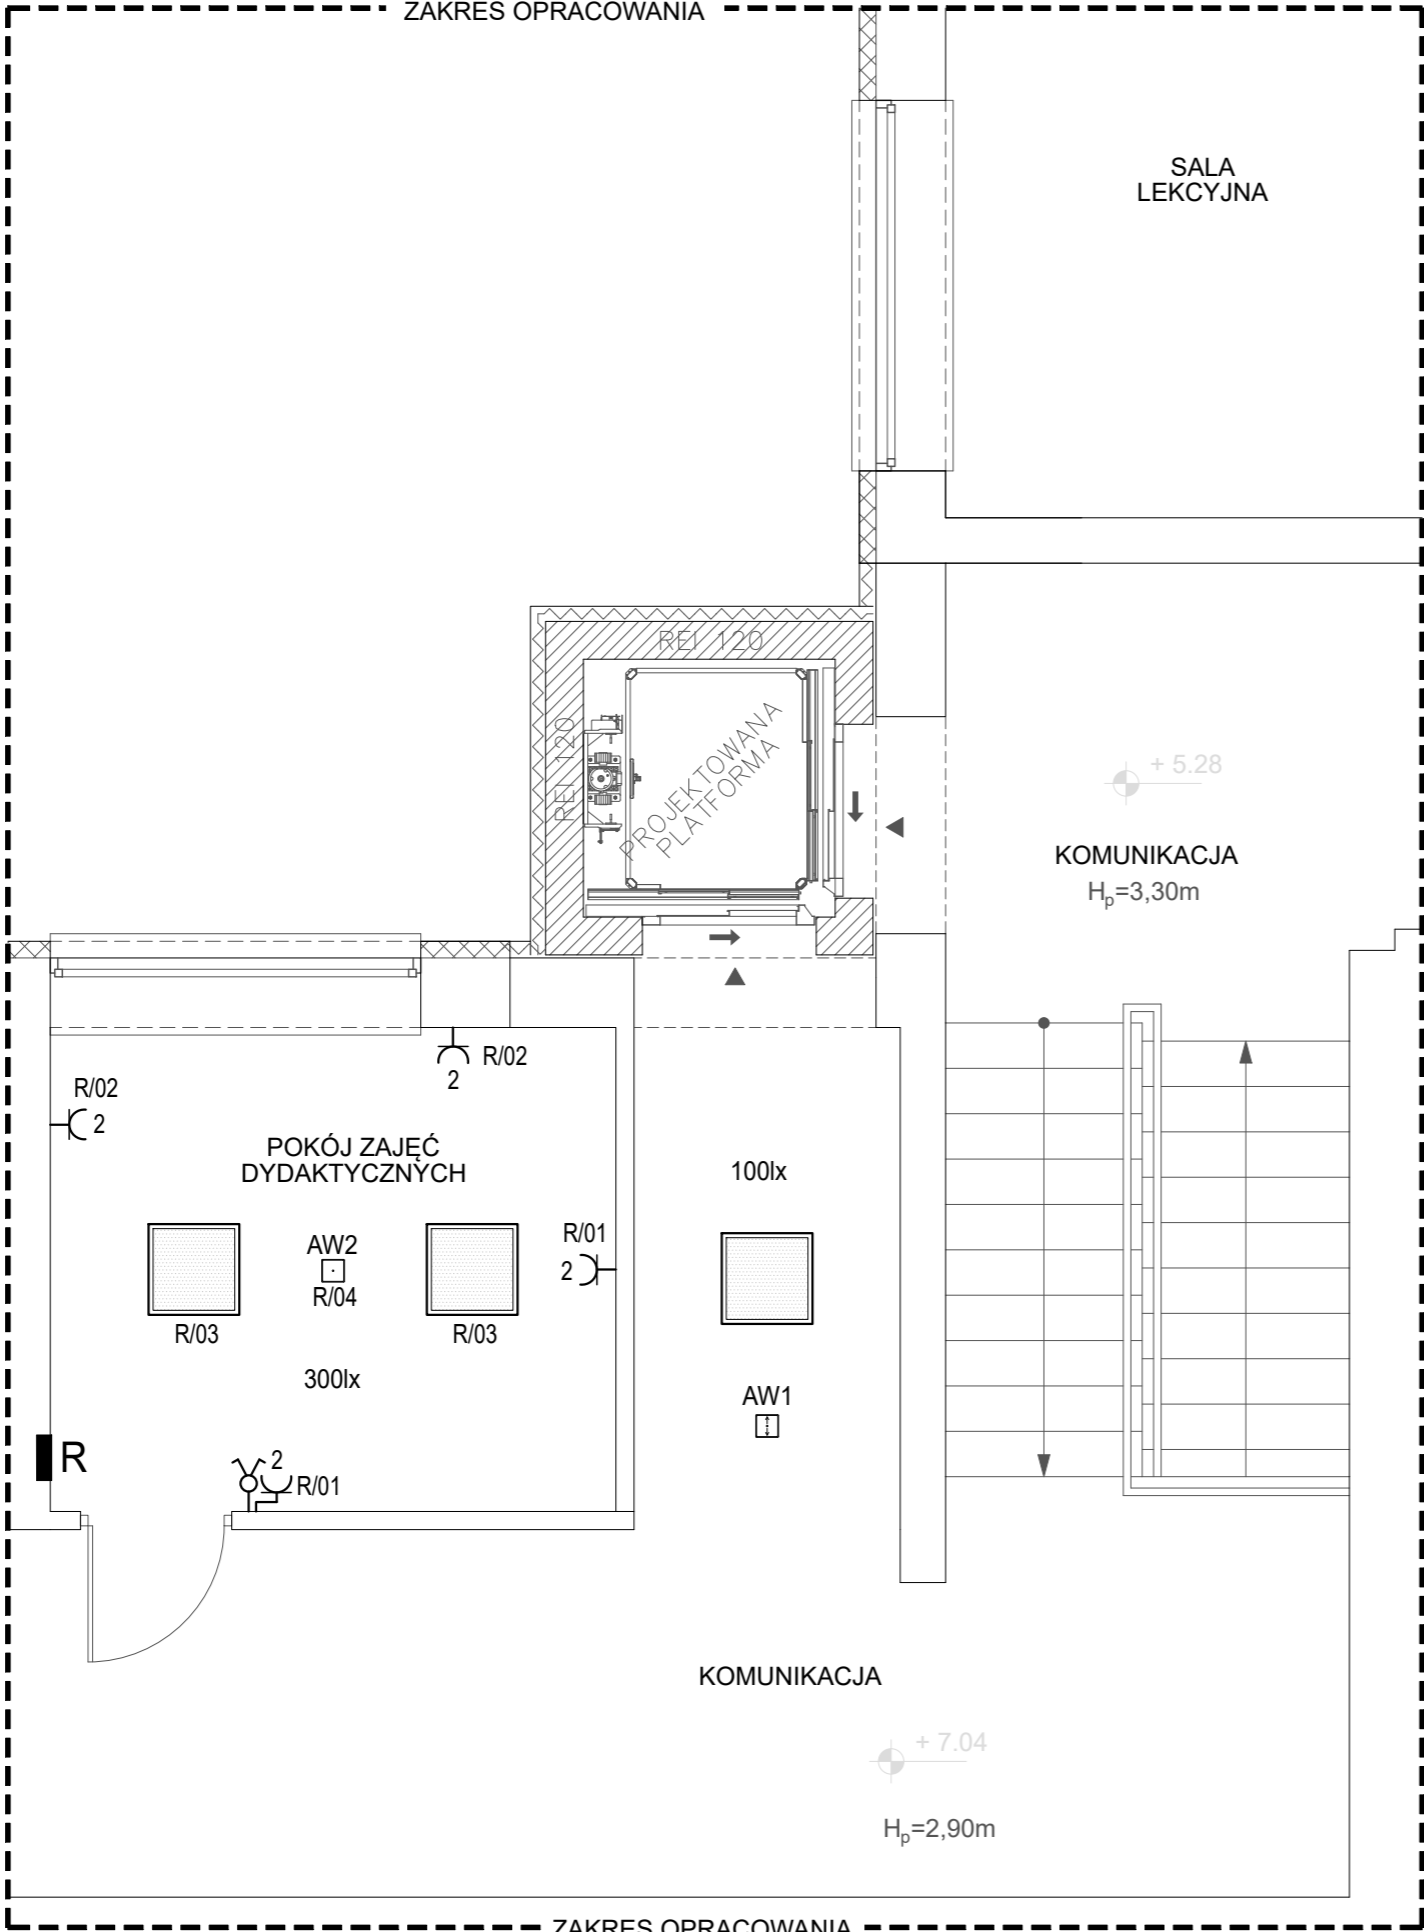 ZAKRES OPRACOWANIA
SALA
LEKCYJNA
REI 120
REI 120
PROJEKTOWANA
PLATFORMA
+ 5.28
KOMUNIKACJA
Hp=3,30m
R/02
2
R/02
2
POKÓJ ZAJĘĆ
DYDAKTYCZNYCH
100lx
R/01
2
AW2
R/04
R/03
R/03
300lx
AW1
R
2
R/01
KOMUNIKACJA
+ 7.04
Hp=2,90m
ZAKRES OPRACOWANIA